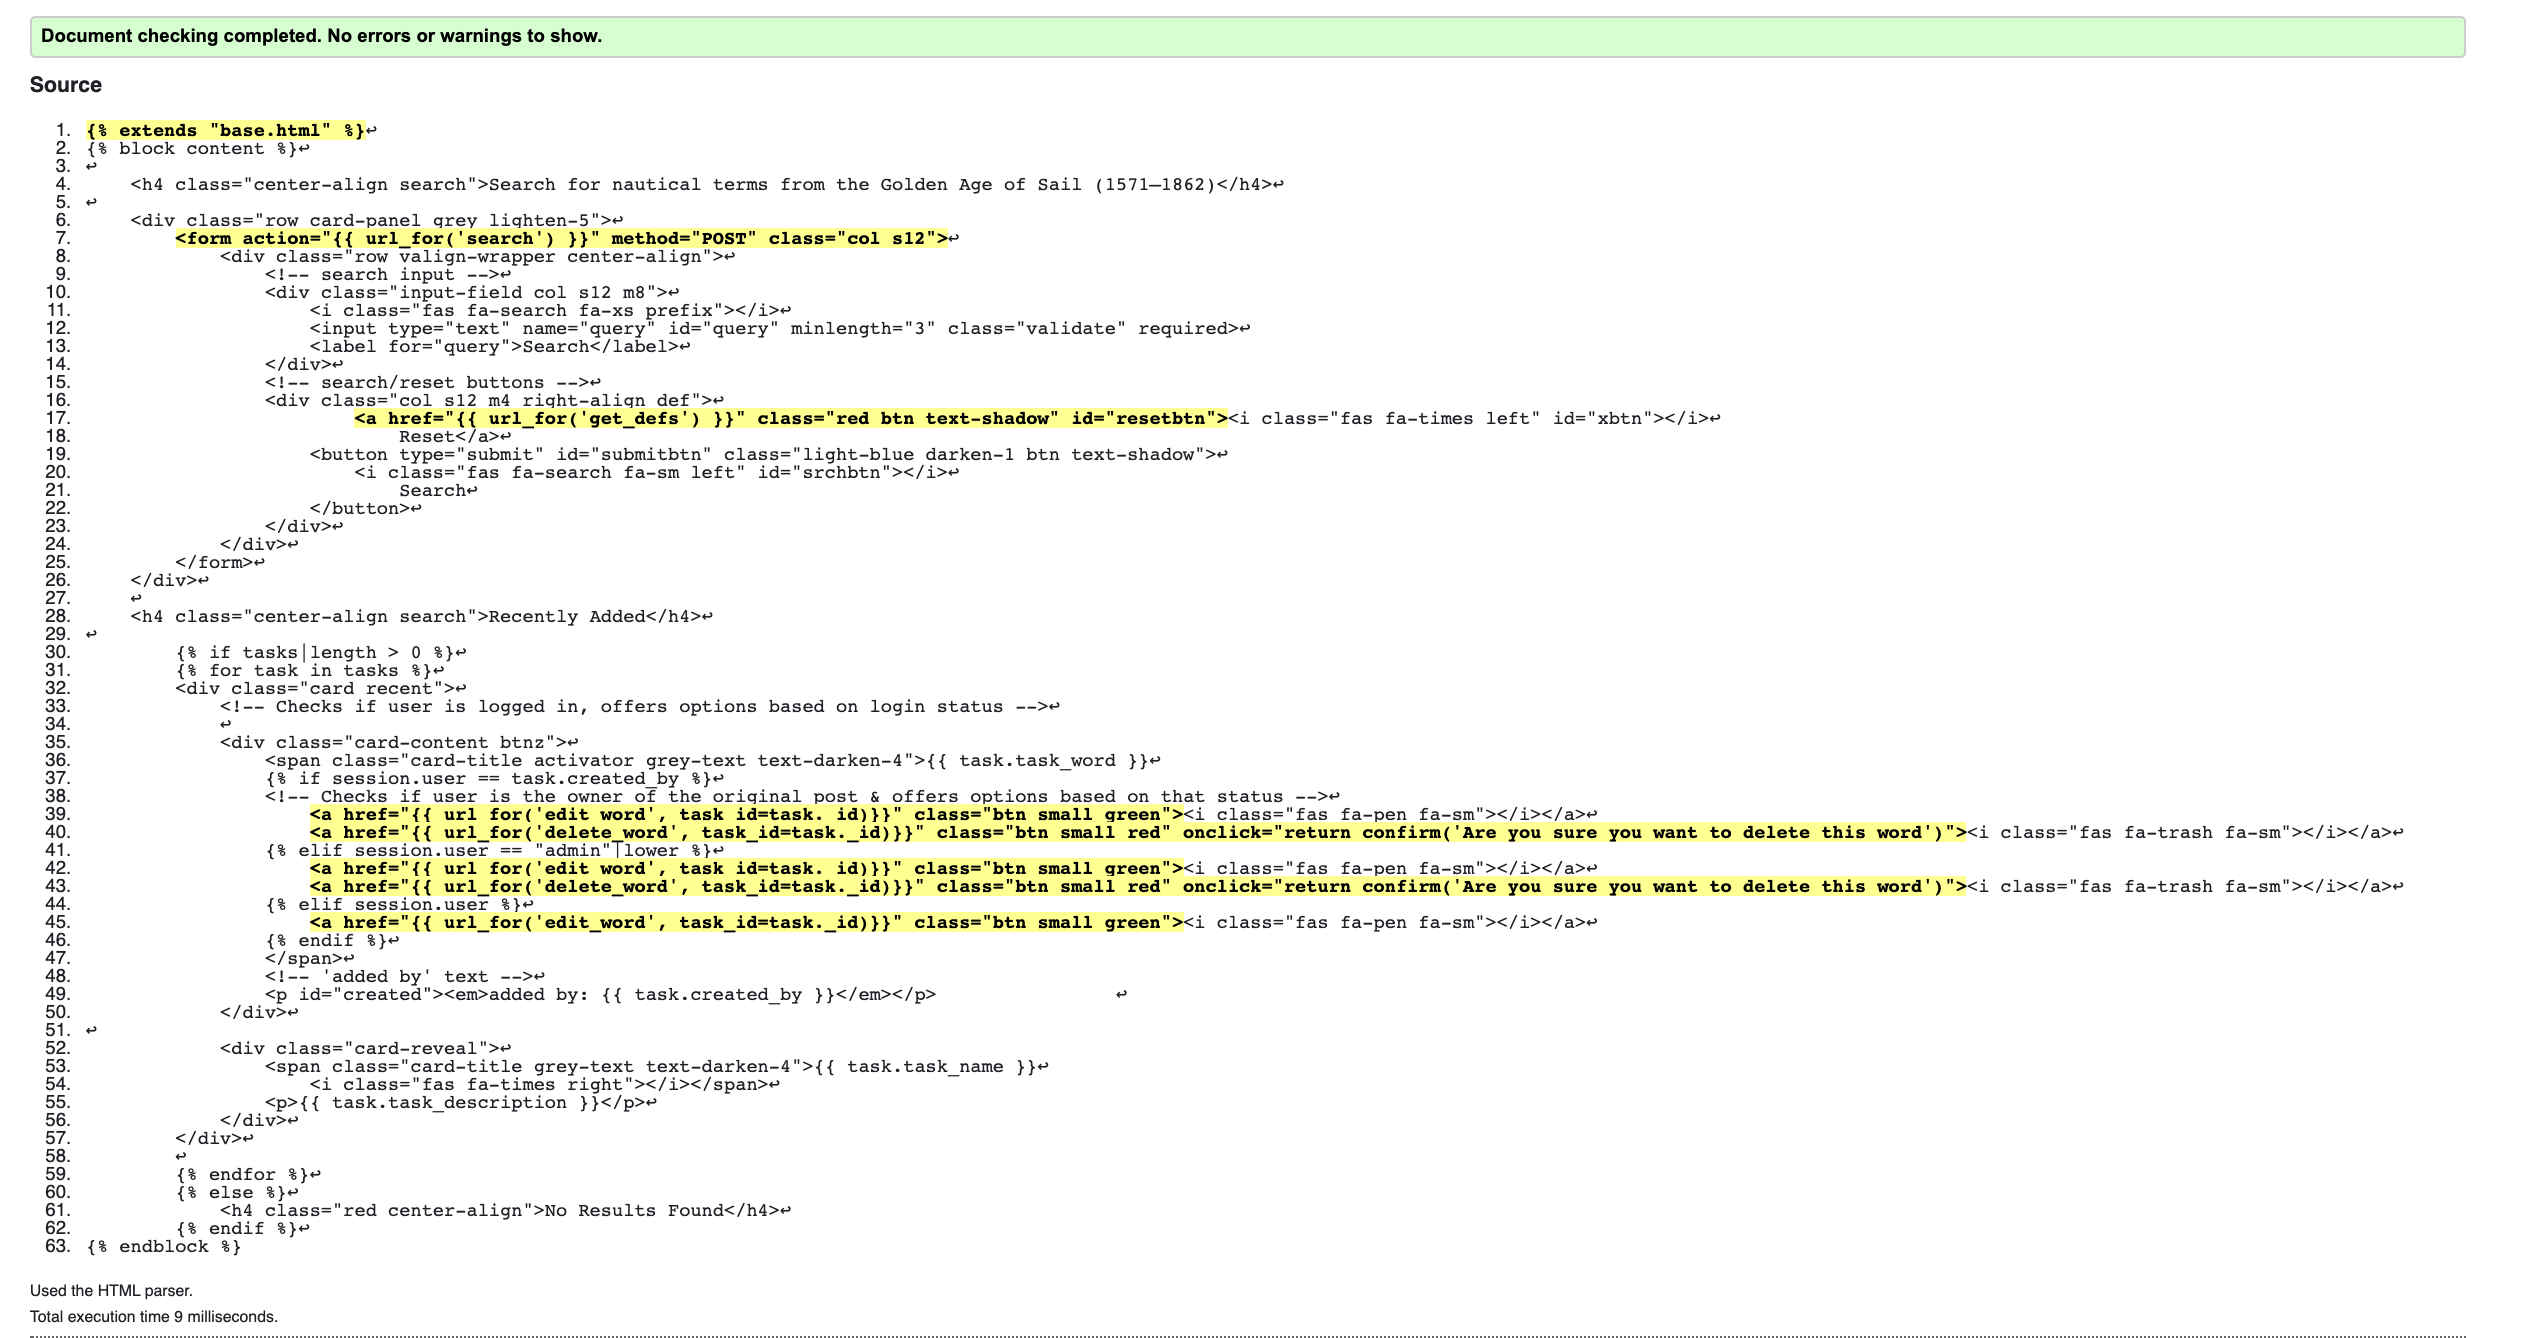 Document checking completed. No errors or warnings to show.
Source
1. {% extends "base.html" %}↩
2. {% block content %}↩
3. ↩
4.     <h4 class="center-align search">Search for nautical terms from the Golden Age of Sail (1571–1862)</h4>↩
5. ↩
6.     <div class="row card-panel grey lighten-5">↩
7.         <form action="{{ url_for('search') }}" method="POST" class="col s12">↩
8.             <div class="row valign-wrapper center-align">↩
9.                 <!-- search input -->↩
10.                 <div class="input-field col s12 m8">↩
11.                     <i class="fas fa-search fa-xs prefix"></i>↩
12.                     <input type="text" name="query" id="query" minlength="3" class="validate" required>↩
13.                     <label for="query">Search</label>↩
14.                 </div>↩
15.                 <!-- search/reset buttons -->↩
16.                 <div class="col s12 m4 right-align def">↩
17.                         <a href="{{ url_for('get_defs') }}" class="red btn text-shadow" id="resetbtn"><i class="fas fa-times left" id="xbtn"></i>↩
18.                             Reset</a>↩
19.                     <button type="submit" id="submitbtn" class="light-blue darken-1 btn text-shadow">↩
20.                         <i class="fas fa-search fa-sm left" id="srchbtn"></i>↩
21.                             Search↩
22.                     </button>↩
23.                 </div>↩
24.             </div>↩
25.         </form>↩
26.     </div>↩
27.     ↩
28.     <h4 class="center-align search">Recently Added</h4>↩
29. ↩
30.         {% if tasks|length > 0 %}↩
31.         {% for task in tasks %}↩
32.         <div class="card recent">↩
33.             <!-- Checks if user is logged in, offers options based on login status -->↩
34.             ↩
35.             <div class="card-content btnz">↩
36.                 <span class="card-title activator grey-text text-darken-4">{{ task.task_word }}↩
37.                 {% if session.user == task.created_by %}↩
38.                 <!-- Checks if user is the owner of the original post & offers options based on that status -->↩
39.                     <a href="{{ url_for('edit_word', task_id=task._id)}}" class="btn small green"><i class="fas fa-pen fa-sm"></i></a>↩
40.                     <a href="{{ url_for('delete_word', task_id=task._id)}}" class="btn small red" onclick="return confirm('Are you sure you want to delete this word')"><i class="fas fa-trash fa-sm"></i></a>↩
41.                 {% elif session.user == "admin"|lower %}↩
42.                     <a href="{{ url_for('edit_word', task_id=task._id)}}" class="btn small green"><i class="fas fa-pen fa-sm"></i></a>↩
43.                     <a href="{{ url_for('delete_word', task_id=task._id)}}" class="btn small red" onclick="return confirm('Are you sure you want to delete this word')"><i class="fas fa-trash fa-sm"></i></a>↩
44.                 {% elif session.user %}↩
45.                     <a href="{{ url_for('edit_word', task_id=task._id)}}" class="btn small green"><i class="fas fa-pen fa-sm"></i></a>↩
46.                 {% endif %}↩
47.                 </span>↩
48.                 <!-- 'added by' text -->↩
49.                 <p id="created"><em>added by: {{ task.created_by }}</em></p>                ↩
50.             </div>↩
51. ↩
52.             <div class="card-reveal">↩
53.                 <span class="card-title grey-text text-darken-4">{{ task.task_name }}↩
54.                     <i class="fas fa-times right"></i></span>↩
55.                 <p>{{ task.task_description }}</p>↩
56.             </div>↩
57.         </div>↩
58.         ↩
59.         {% endfor %}↩
60.         {% else %}↩
61.             <h4 class="red center-align">No Results Found</h4>↩
62.         {% endif %}↩
63. {% endblock %}
Used the HTML parser.
Total execution time 9 milliseconds.